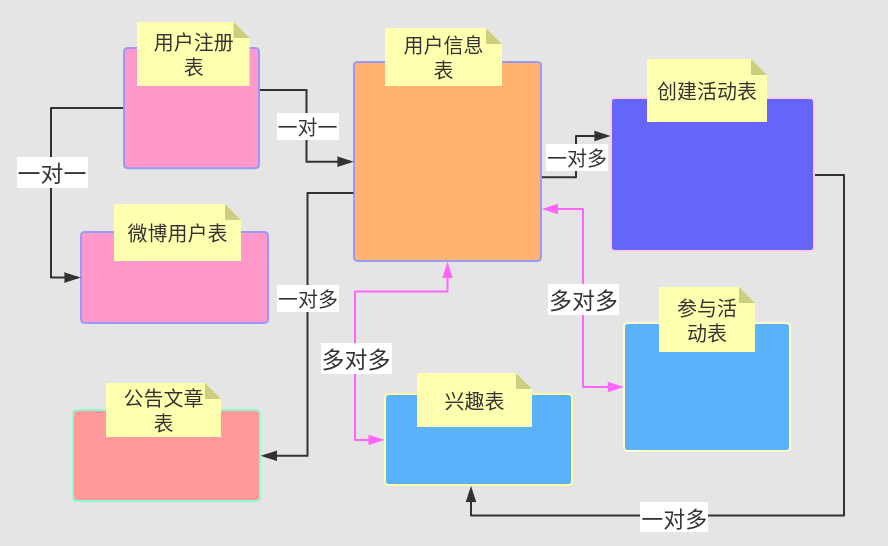 用户注册
表
用户信息
表
创建活动表
一对一
一对多
一对一
微博用户表
一对多
多对多
参与活
动表
多对多
公告文章
表
兴趣表
一对多